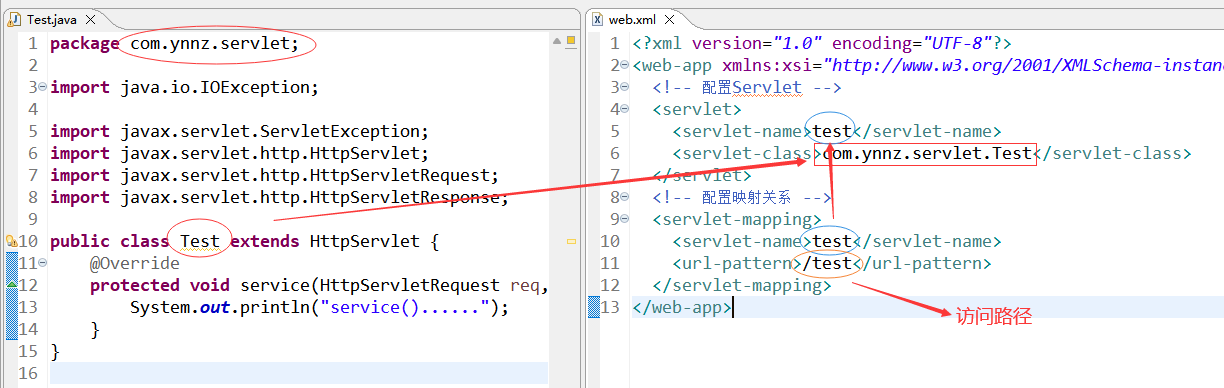 Test.java
1 package com.ynnz.servlet;
2
3 import java.io.IOException;
4
5 import javax.servlet.ServletException;
6 import javax.servlet.http.HttpServlet;
7 import javax.servlet.http.HttpServletRequest;
8 import javax.servlet.http.HttpServletResponse;
9
10 public class Test extends HttpServlet {
11 @Override
12 protected void service(HttpServletRequest req,
13 System.out.println("service()......");
14 }
15 }
16
web.xml
1 <?xml version="1.0" encoding="UTF-8"?>
2 <web-app xmlns:xsi="http://www.w3.org/2001/XMLSchema-instanc
3 <!-- 配置Servlet -->
4 <servlet>
5 <servlet-name>test</servlet-name>
6 <servlet-class>com.ynnz.servlet.Test</servlet-class>
7 </servlet>
8 <!-- 配置映射关系 -->
9 <servlet-mapping>
10 <servlet-name>test</servlet-name>
11 <url-pattern>/test</url-pattern>
12 </servlet-mapping>
13 </web-app>
访问路径